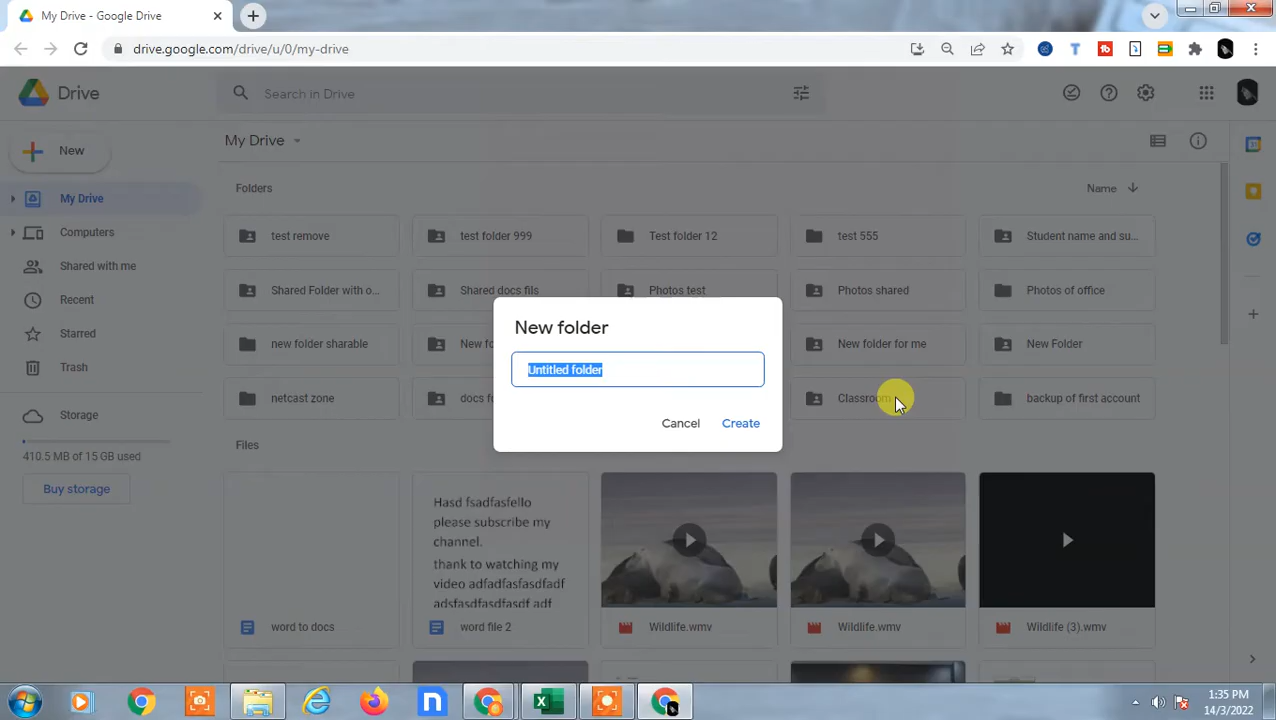 My Drive - Google Drive
drive.google.com/drive/u/0/my-drive
Drive
Search in Drive
New
My Drive
My Drive
Computers
Shared with me
Recent
Starred
Trash
Storage
410.5 MB of 15 GB used
Buy storage
Folders
Name
test remove
test folder 999
Test folder 12
test 555
Student name and su...
Shared Folder with o...
Shared docs fils
Photos test
Photos shared
Photos of office
new folder sharable
New fo
New folder for me
New Folder
netcast zone
docs f
Classroom
backup of first account
New folder
Untitled folder
Cancel
Create
Files
Hasd fsadfasfello
please subscribe my
channel.
thank to watching my
video adfadfasfasdfa
adsfasdfasdfasdf adf
word to docs
word file 2
Wildlife.wmv
Wildlife.wmv
Wildlife (3).wmv
1:35 PM
14/3/2022